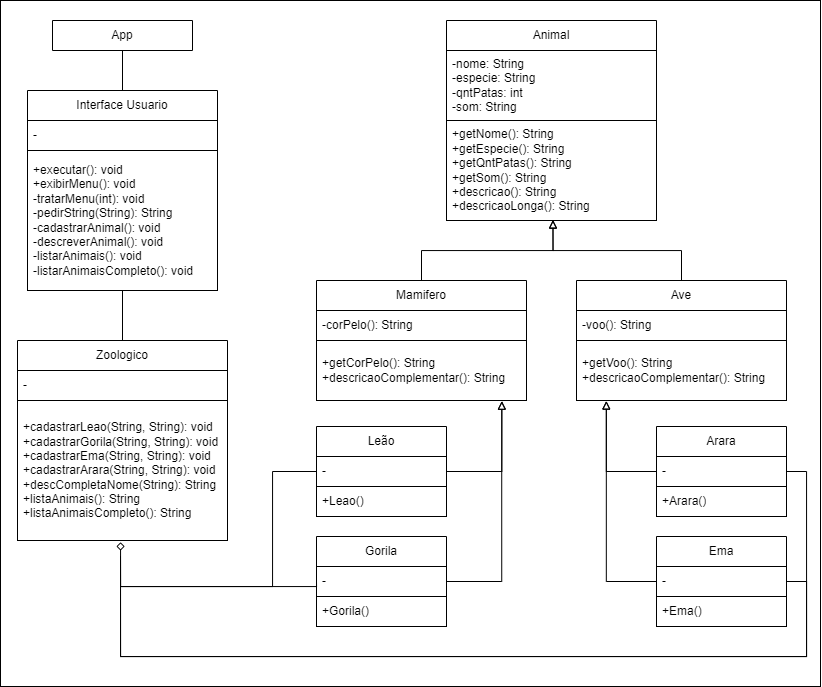 App
Interface Usuario
-
+executar(): void
+exibirMenu(): void
-tratarMenu(int): void
-pedirString(String): String
-cadastrarAnimal(): void
-descreverAnimal(): void
-listarAnimais(): void
-listarAnimaisCompleto(): void
Zoologico
-
+cadastrarLeao(String, String): void
+cadastrarGorila(String, String): void
+cadastrarEma(String, String): void
+cadastrarArara(String, String): void
+descCompletaNome(String): String
+listaAnimais(): String
+listaAnimaisCompleto(): String
Animal
-nome: String
-especie: String
-qntPatas: int
-som: String
+getNome(): String
+getEspecie(): String
+getQntPatas(): String
+getSom(): String
+descricao(): String
+descricaoLonga(): String
Mamifero
-corPelo(): String
+getCorPelo(): String
+descricaoComplementar(): String
Ave
-voo(): String
+getVoo(): String
+descricaoComplementar(): String
Leão
-
+Leao()
Arara
-
+Arara()
Gorila
-
+Gorila()
Ema
-
+Ema()